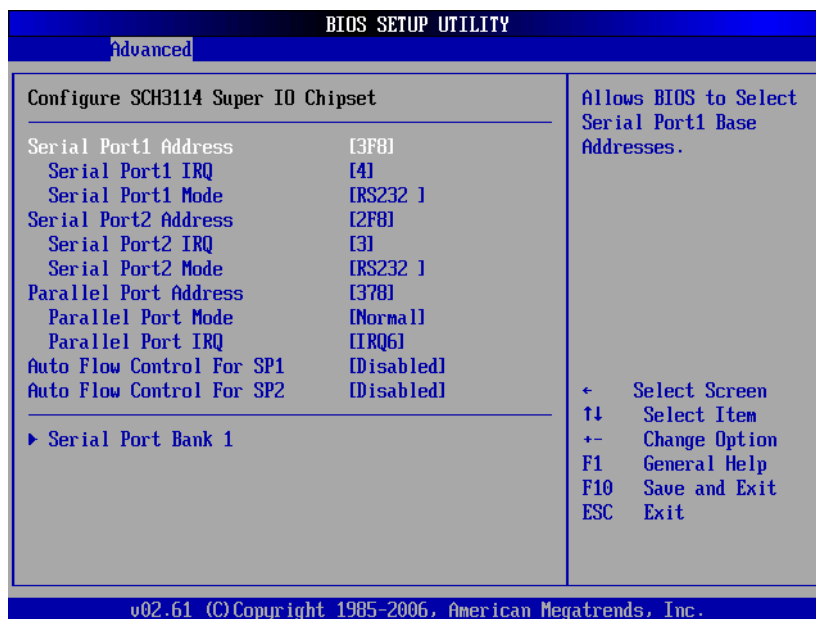 BIOS SETUP UTILITY
Advanced
Configure SCH3114 Super IO Chipset
Serial Port1 Address [3F8]
Serial Port1 IRQ [4]
Serial Port1 Mode [RS232 ]
Serial Port2 Address [2F8]
Serial Port2 IRQ [3]
Serial Port2 Mode [RS232 ]
Parallel Port Address [378]
Parallel Port Mode [Normal]
Parallel Port IRQ [IRQ6]
Auto Flow Control For SP1 [Disabled]
Auto Flow Control For SP2 [Disabled]
▶ Serial Port Bank 1
Allows BIOS to Select
Serial Port1 Base
Addresses.
← Select Screen
↑↓ Select Item
+- Change Option
F1 General Help
F10 Save and Exit
ESC Exit
v02.61 (C)Copyright 1985-2006, American Megatrends, Inc.